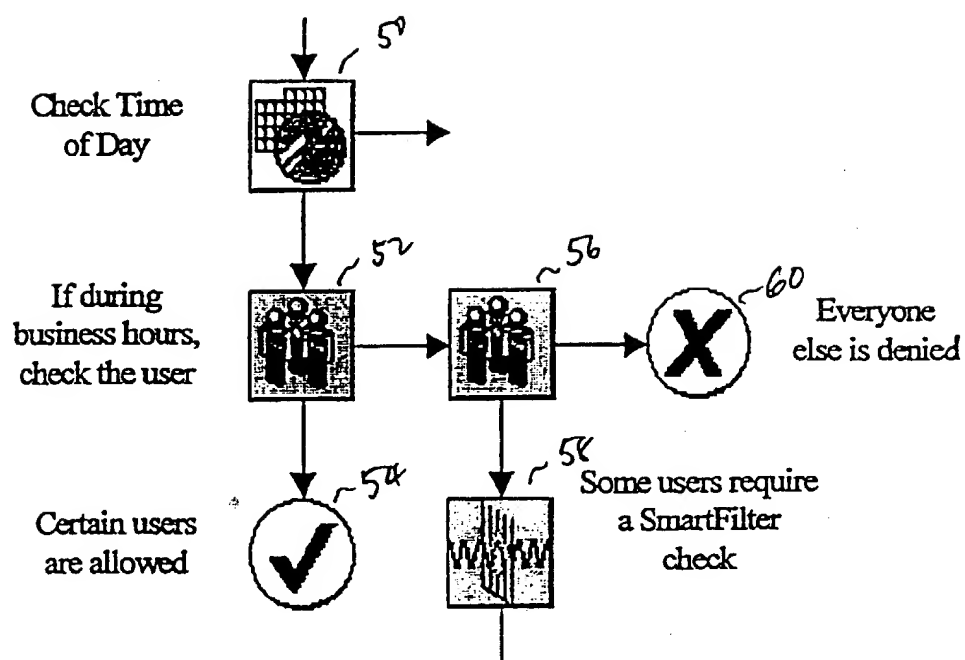 50
Check Time
of Day
52
56
60
If during
business hours,
check the user
Everyone
else is denied
54
58
Certain users
are allowed
Some users require
a SmartFilter
check